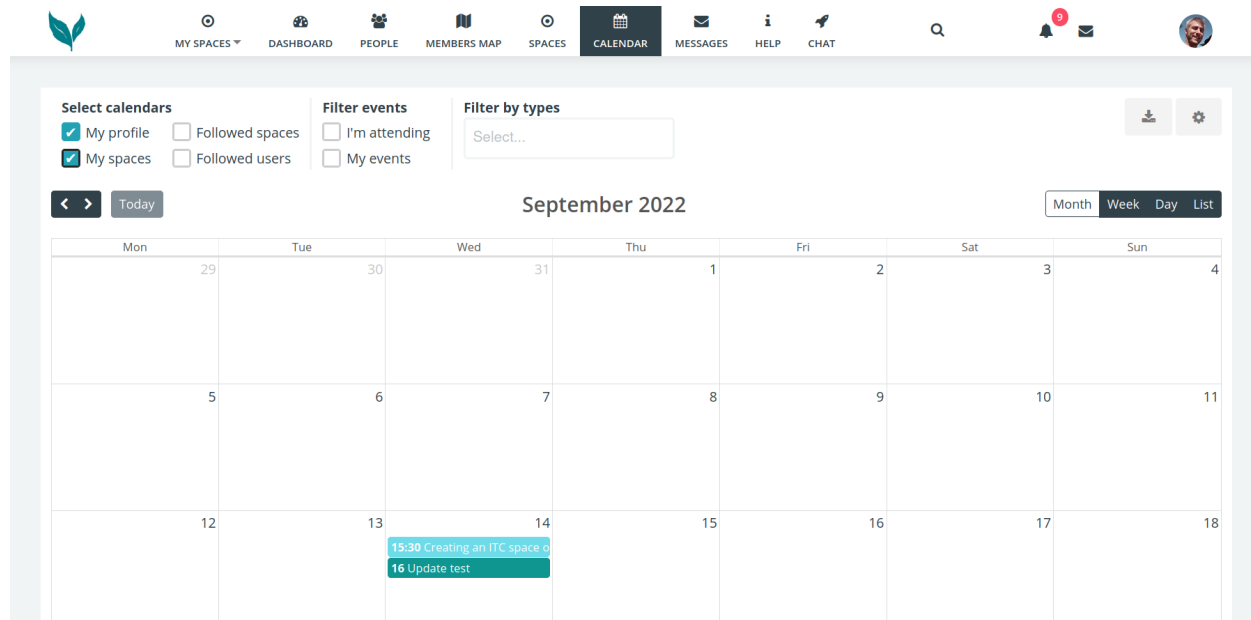 MY SPACES DASHBOARD PEOPLE MEMBERS MAP SPACES CALENDAR MESSAGES HELP CHAT 9
Select calendars Filter events Filter by types
My profile Followed spaces I'm attending Select...
My spaces Followed users My events
Today September 2022 Month Week Day List
Mon Tue Wed Thu Fri Sat Sun
29 30 31 1 2 3 4
5 6 7 8 9 10 11
12 13 14 15 16 17 18
15:30 Creating an ITC space o
16 Update test